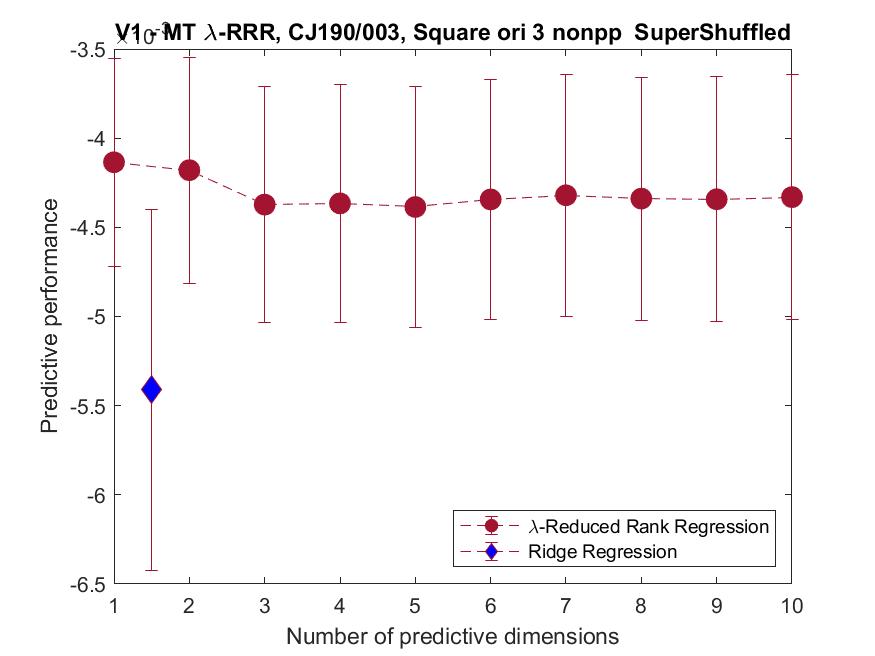 V1 - MT λ-RRR, CJ190/003, Square ori 3 nonpp  SuperShuffled
×10-3
-3.5
-4
-4.5
-5
-5.5
-6
-6.5
Predictive performance
λ-Reduced Rank Regression
Ridge Regression
1 2 3 4 5 6 7 8 9 10
Number of predictive dimensions